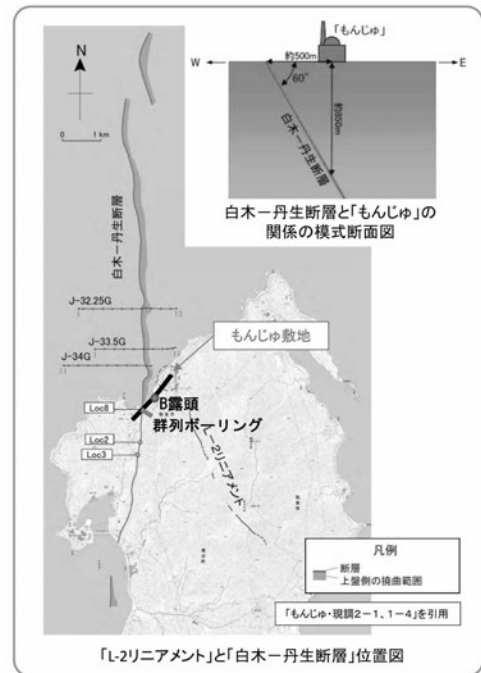 「もんじゅ」
約500m
W
E
60°
約850m
白木－丹生断層
白木－丹生断層と「もんじゅ」の
関係の模式断面図
N
0 1 km
白木－丹生断層
J-32.25G
J-33.5G
J-34G
もんじゅ敷地
Loc8
B露頭
群列ボーリング
Loc2
Loc3
L－2リニアメント
凡例
断層
上盤側の撓曲範囲
「もんじゅ・現調2－1、1－4」を引用
「L-2リニアメント」と「白木－丹生断層」位置図